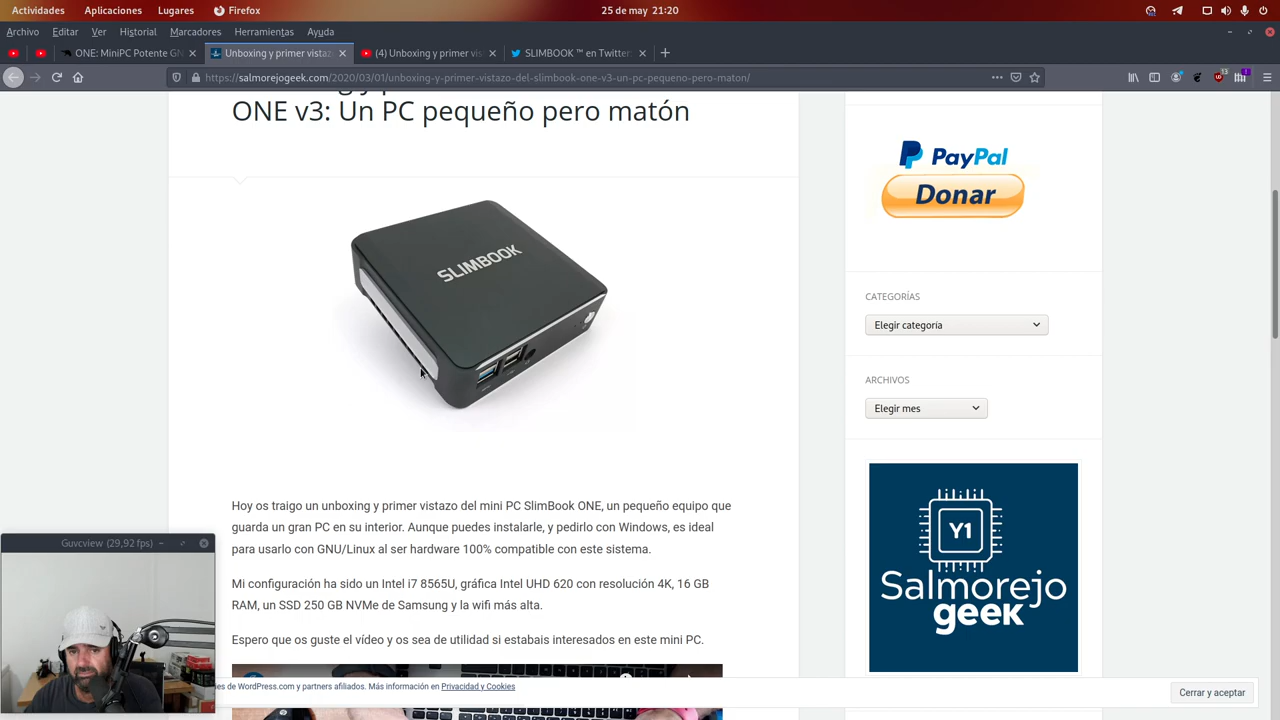 Actividades Aplicaciones Lugares Firefox 25 de may 21:20
Archivo Editar Ver Historial Marcadores Herramientas Ayuda
ONE: MiniPC Potente GN Unboxing y primer vistaz (4) Unboxing y primer vis SLIMBOOK ™ en Twitter:
https://salmorejogeek.com/2020/03/01/unboxing-y-primer-vistazo-del-slimbook-one-v3-un-pc-pequeno-pero-maton/
ONE v3: Un PC pequeño pero matón
SLIMBOOK
Hoy os traigo un unboxing y primer vistazo del mini PC SlimBook ONE, un pequeño equipo que
guarda un gran PC en su interior. Aunque puedes instalarle, y pedirlo con Windows, es ideal
para usarlo con GNU/Linux al ser hardware 100% compatible con este sistema.
Mi configuración ha sido un Intel i7 8565U, gráfica Intel UHD 620 con resolución 4K, 16 GB
RAM, un SSD 250 GB NVMe de Samsung y la wifi más alta.
Espero que os guste el vídeo y os sea de utilidad si estabais interesados en este mini PC.
PayPal
Donar
CATEGORÍAS
Elegir categoría
ARCHIVOS
Elegir mes
Y1
Salmorejo
geek
Guvcview (29,92 fps)
ies de WordPress.com y partners afiliados. Más información en Privacidad y Cookies
Cerrar y aceptar